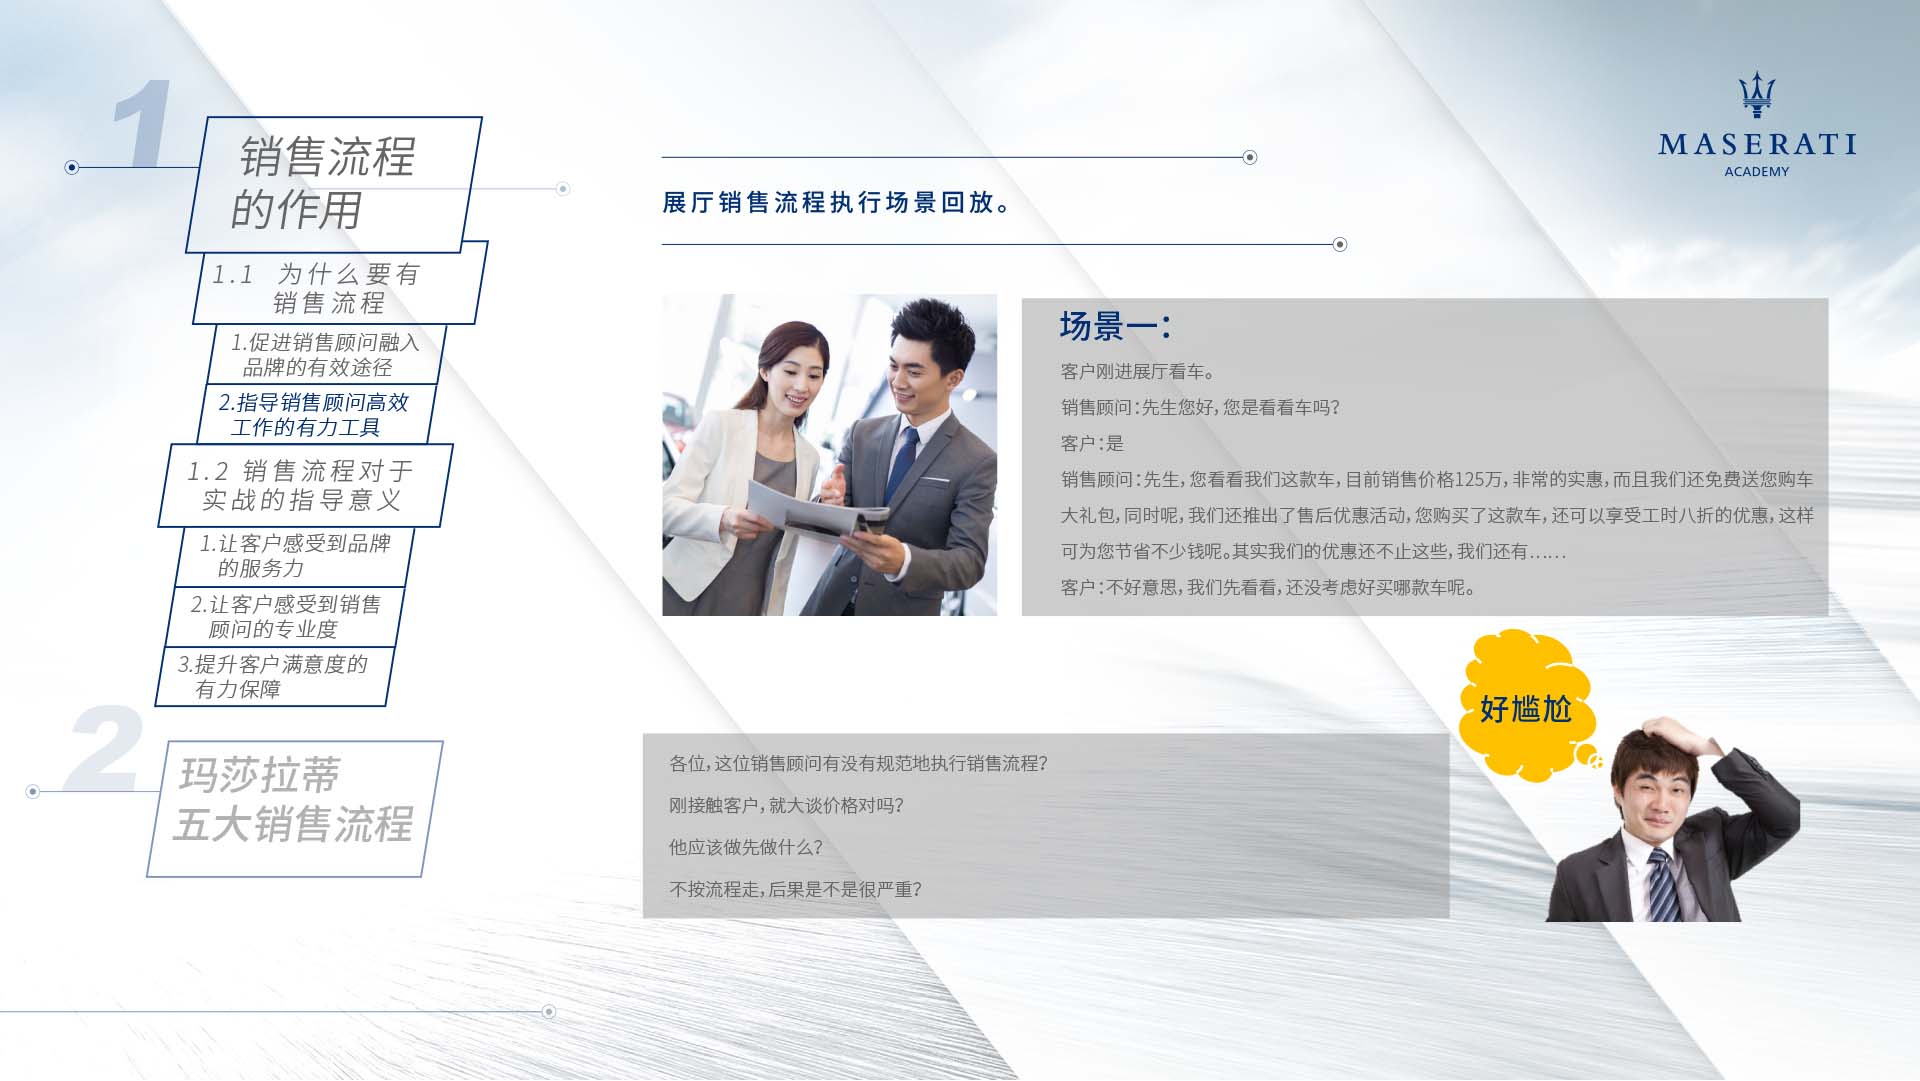 1
销售流程
的作用
1.1 为什么要有
销售流程
1.促进销售顾问融入
品牌的有效途径
2.指导销售顾问高效
工作的有力工具
1.2 销售流程对于
实战的指导意义
1.让客户感受到品牌
的服务力
2.让客户感受到销售
顾问的专业度
3.提升客户满意度的
有力保障
2
玛莎拉蒂
五大销售流程
MASERATI
ACADEMY
展厅销售流程执行场景回放。
场景一：
客户刚进展厅看车。
销售顾问：先生您好，您是看看车吗？
客户：是
销售顾问：先生，您看看我们这款车，目前销售价格125万，非常的实惠，而且我们还免费送您购车
大礼包，同时呢，我们还推出了售后优惠活动，您购买了这款车，还可以享受工时八折的优惠，这样
可为您节省不少钱呢。其实我们的优惠还不止这些，我们还有……
客户：不好意思，我们先看看，还没考虑好买哪款车呢。
好尴尬
各位，这位销售顾问有没有规范地执行销售流程？
刚接触客户，就大谈价格对吗？
他应该做先做什么？
不按流程走，后果是不是很严重？